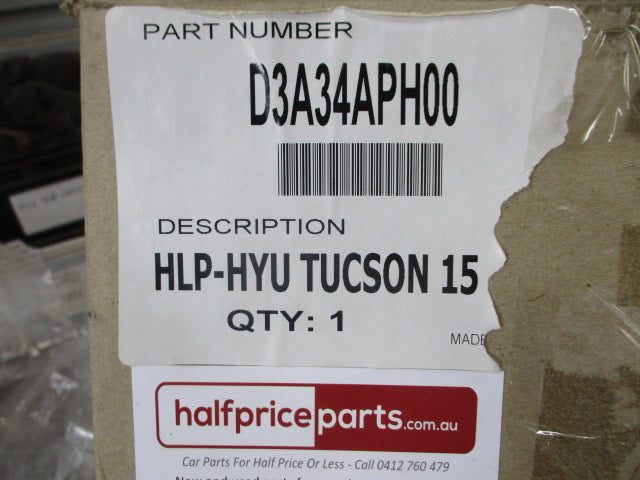 PART NUMBER
D3A34APH00
DESCRIPTION
HLP-HYU TUCSON 15
QTY: 1
MADE
halfpriceparts.com.au
Car Parts For Half Price Or Less - Call 0412 760 479